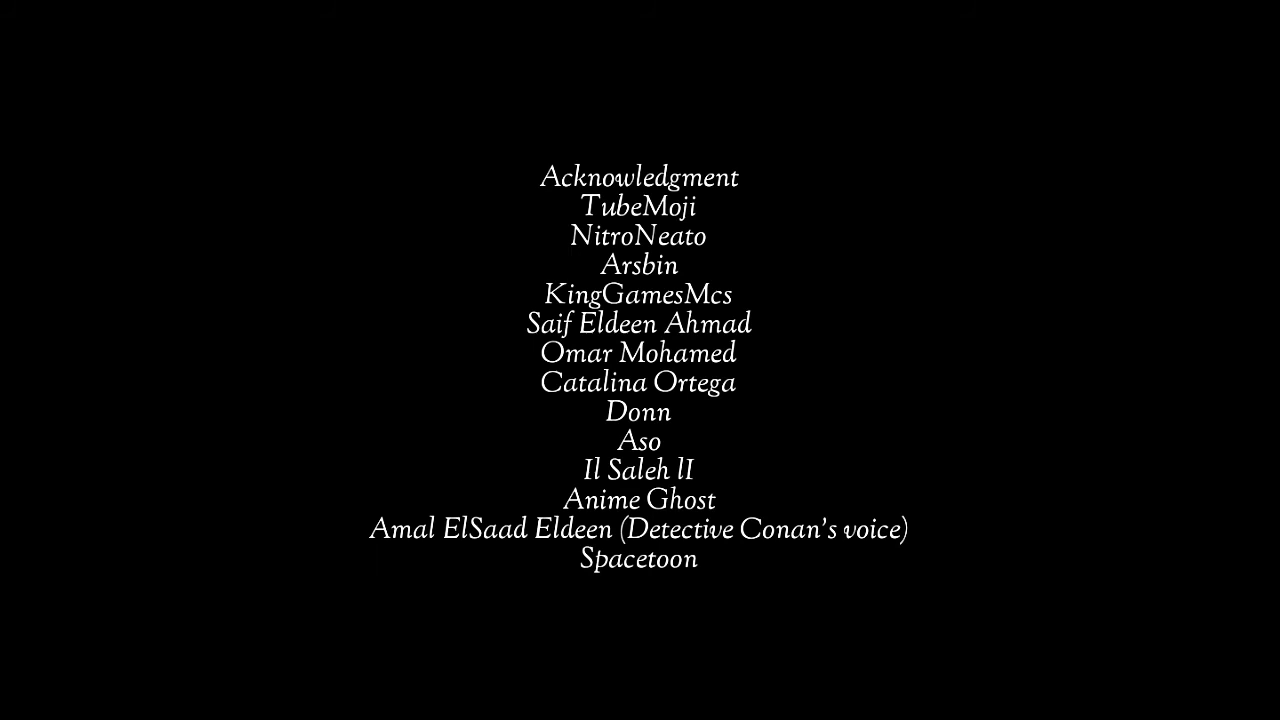 Acknowledgment
TubeMoji
NitroNeato
Arsbin
KingGamesMcs
Saif Eldeen Ahmad
Omar Mohamed
Catalina Ortega
Donn
Aso
Il Saleh lI
Anime Ghost
Amal ElSaad Eldeen (Detective Conan's voice)
Spacetoon